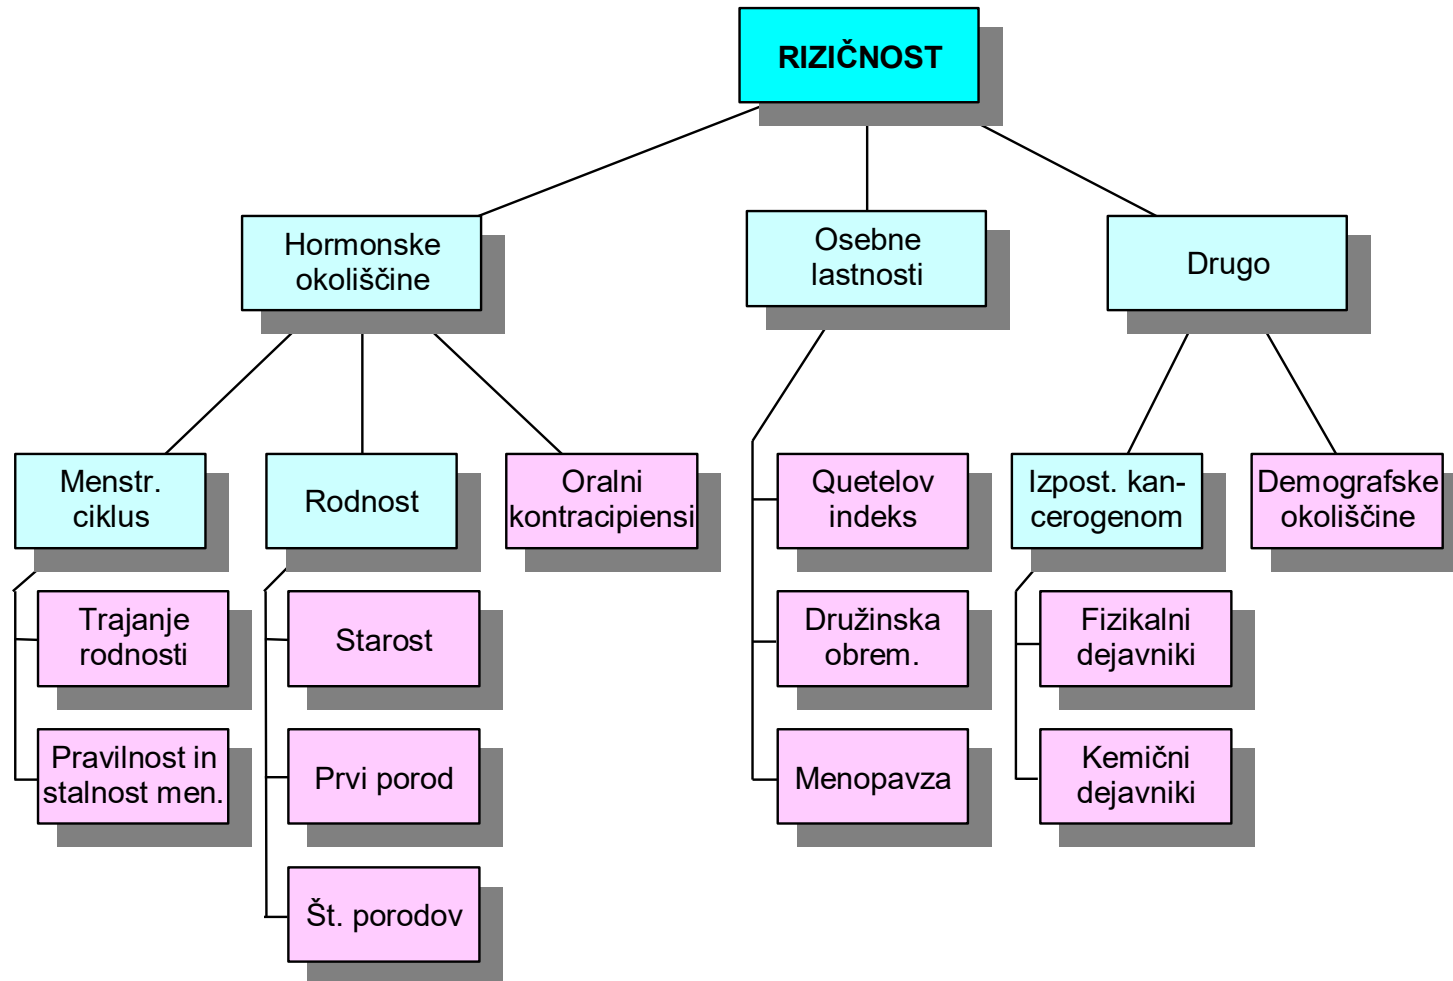 RIZIČNOST
Hormonske
okoliščine
Osebne
lastnosti
Drugo
Menstr.
ciklus
Rodnost
Oralni
kontracipiensi
Quetelov
indeks
Izpost. kan-
cerogenom
Demografske
okoliščine
Trajanje
rodnosti
Starost
Družinska
obrem.
Fizikalni
dejavniki
Pravilnost in
stalnost men.
Prvi porod
Menopavza
Kemični
dejavniki
Št. porodov